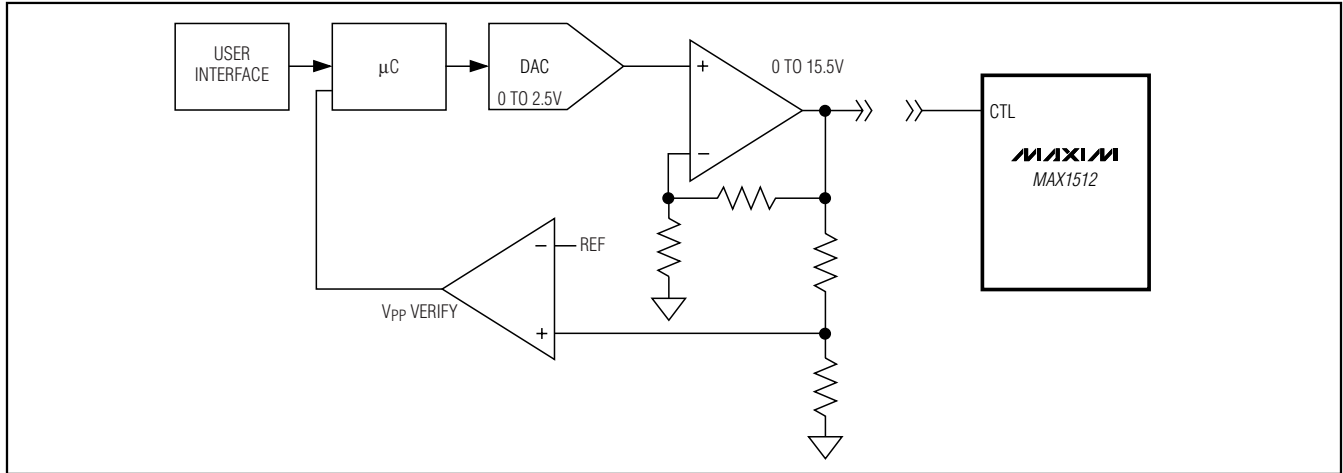 USER
INTERFACE
μC
DAC
0 TO 2.5V
+
−
0 TO 15.5V
CTL
MAXIM
MAX1512
−
REF
VPP VERIFY
+